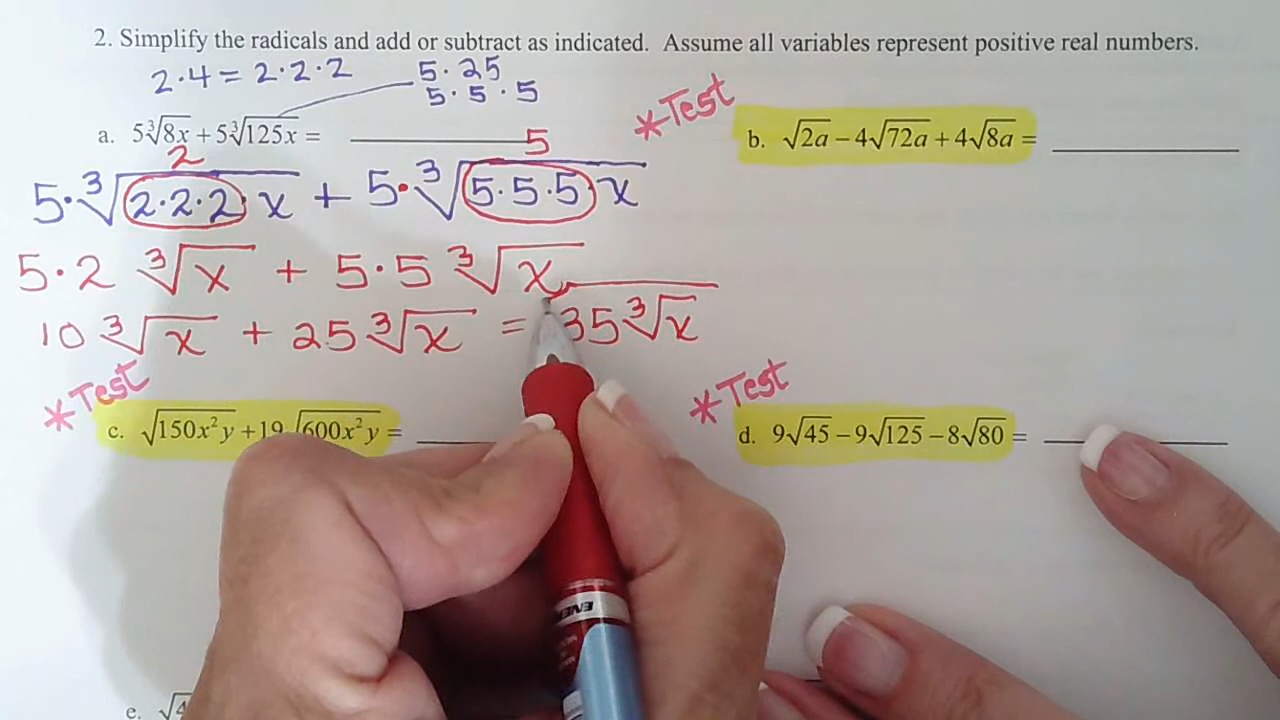 2. Simplify the radicals and add or subtract as indicated. Assume all variables represent positive real numbers.
2·4 = 2·2·2
5·25
5·5·5
*Test
a. 5∛8x + 5∛125x =
b. √2a − 4√72a + 4√8a =
2
5
5·∛2·2·2 x + 5·∛5·5·5 x
5·2 ∛x + 5·5 ∛x
10 ∛x + 25 ∛x = 35 ∛x
*Test
*Test
c. √150x²y + 19√600x²y =
d. 9√45 − 9√125 − 8√80 =
e. √4